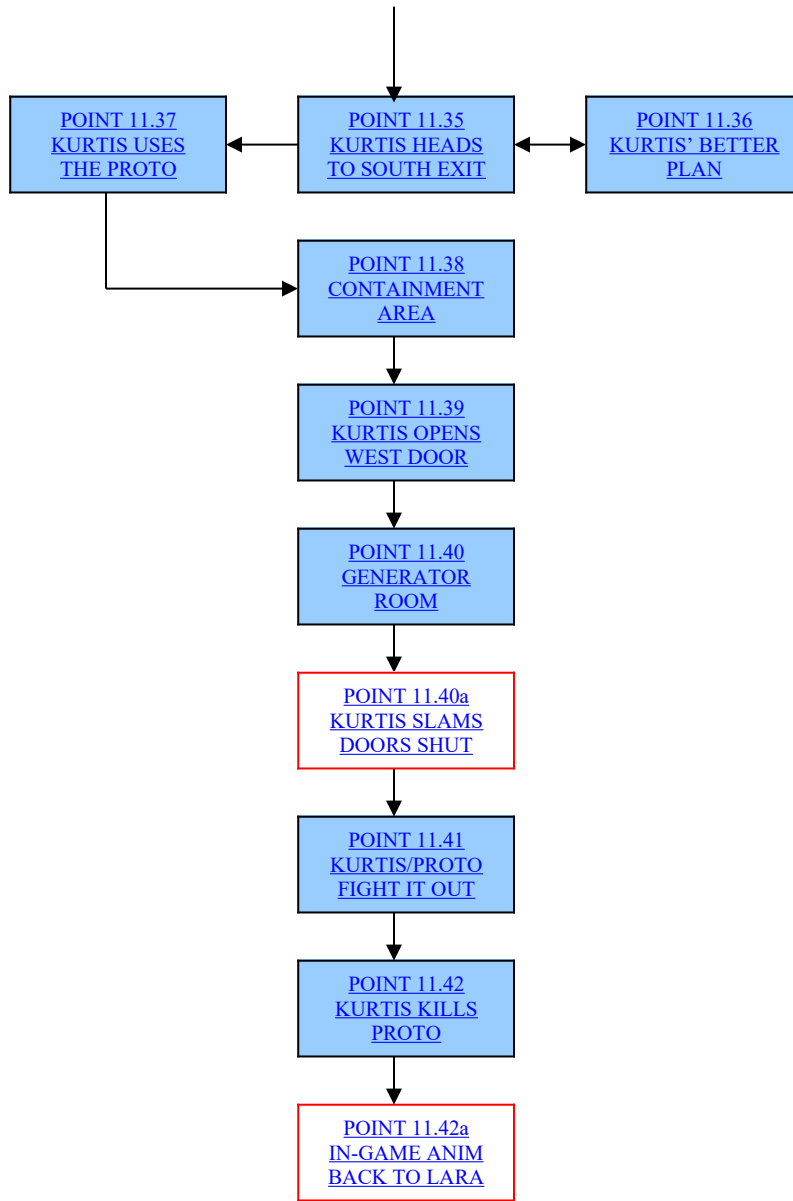 POINT 11.37
KURTIS USES
THE PROTO
POINT 11.35
KURTIS HEADS
TO SOUTH EXIT
POINT 11.36
KURTIS’ BETTER
PLAN
POINT 11.38
CONTAINMENT
AREA
POINT 11.39
KURTIS OPENS
WEST DOOR
POINT 11.40
GENERATOR
ROOM
POINT 11.40a
KURTIS SLAMS
DOORS SHUT
POINT 11.41
KURTIS/PROTO
FIGHT IT OUT
POINT 11.42
KURTIS KILLS
PROTO
POINT 11.42a
IN-GAME ANIM
BACK TO LARA